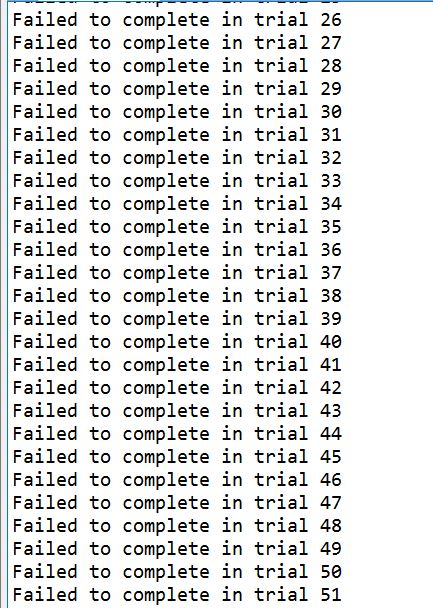 Failed to complete in trial 26
Failed to complete in trial 27
Failed to complete in trial 28
Failed to complete in trial 29
Failed to complete in trial 30
Failed to complete in trial 31
Failed to complete in trial 32
Failed to complete in trial 33
Failed to complete in trial 34
Failed to complete in trial 35
Failed to complete in trial 36
Failed to complete in trial 37
Failed to complete in trial 38
Failed to complete in trial 39
Failed to complete in trial 40
Failed to complete in trial 41
Failed to complete in trial 42
Failed to complete in trial 43
Failed to complete in trial 44
Failed to complete in trial 45
Failed to complete in trial 46
Failed to complete in trial 47
Failed to complete in trial 48
Failed to complete in trial 49
Failed to complete in trial 50
Failed to complete in trial 51